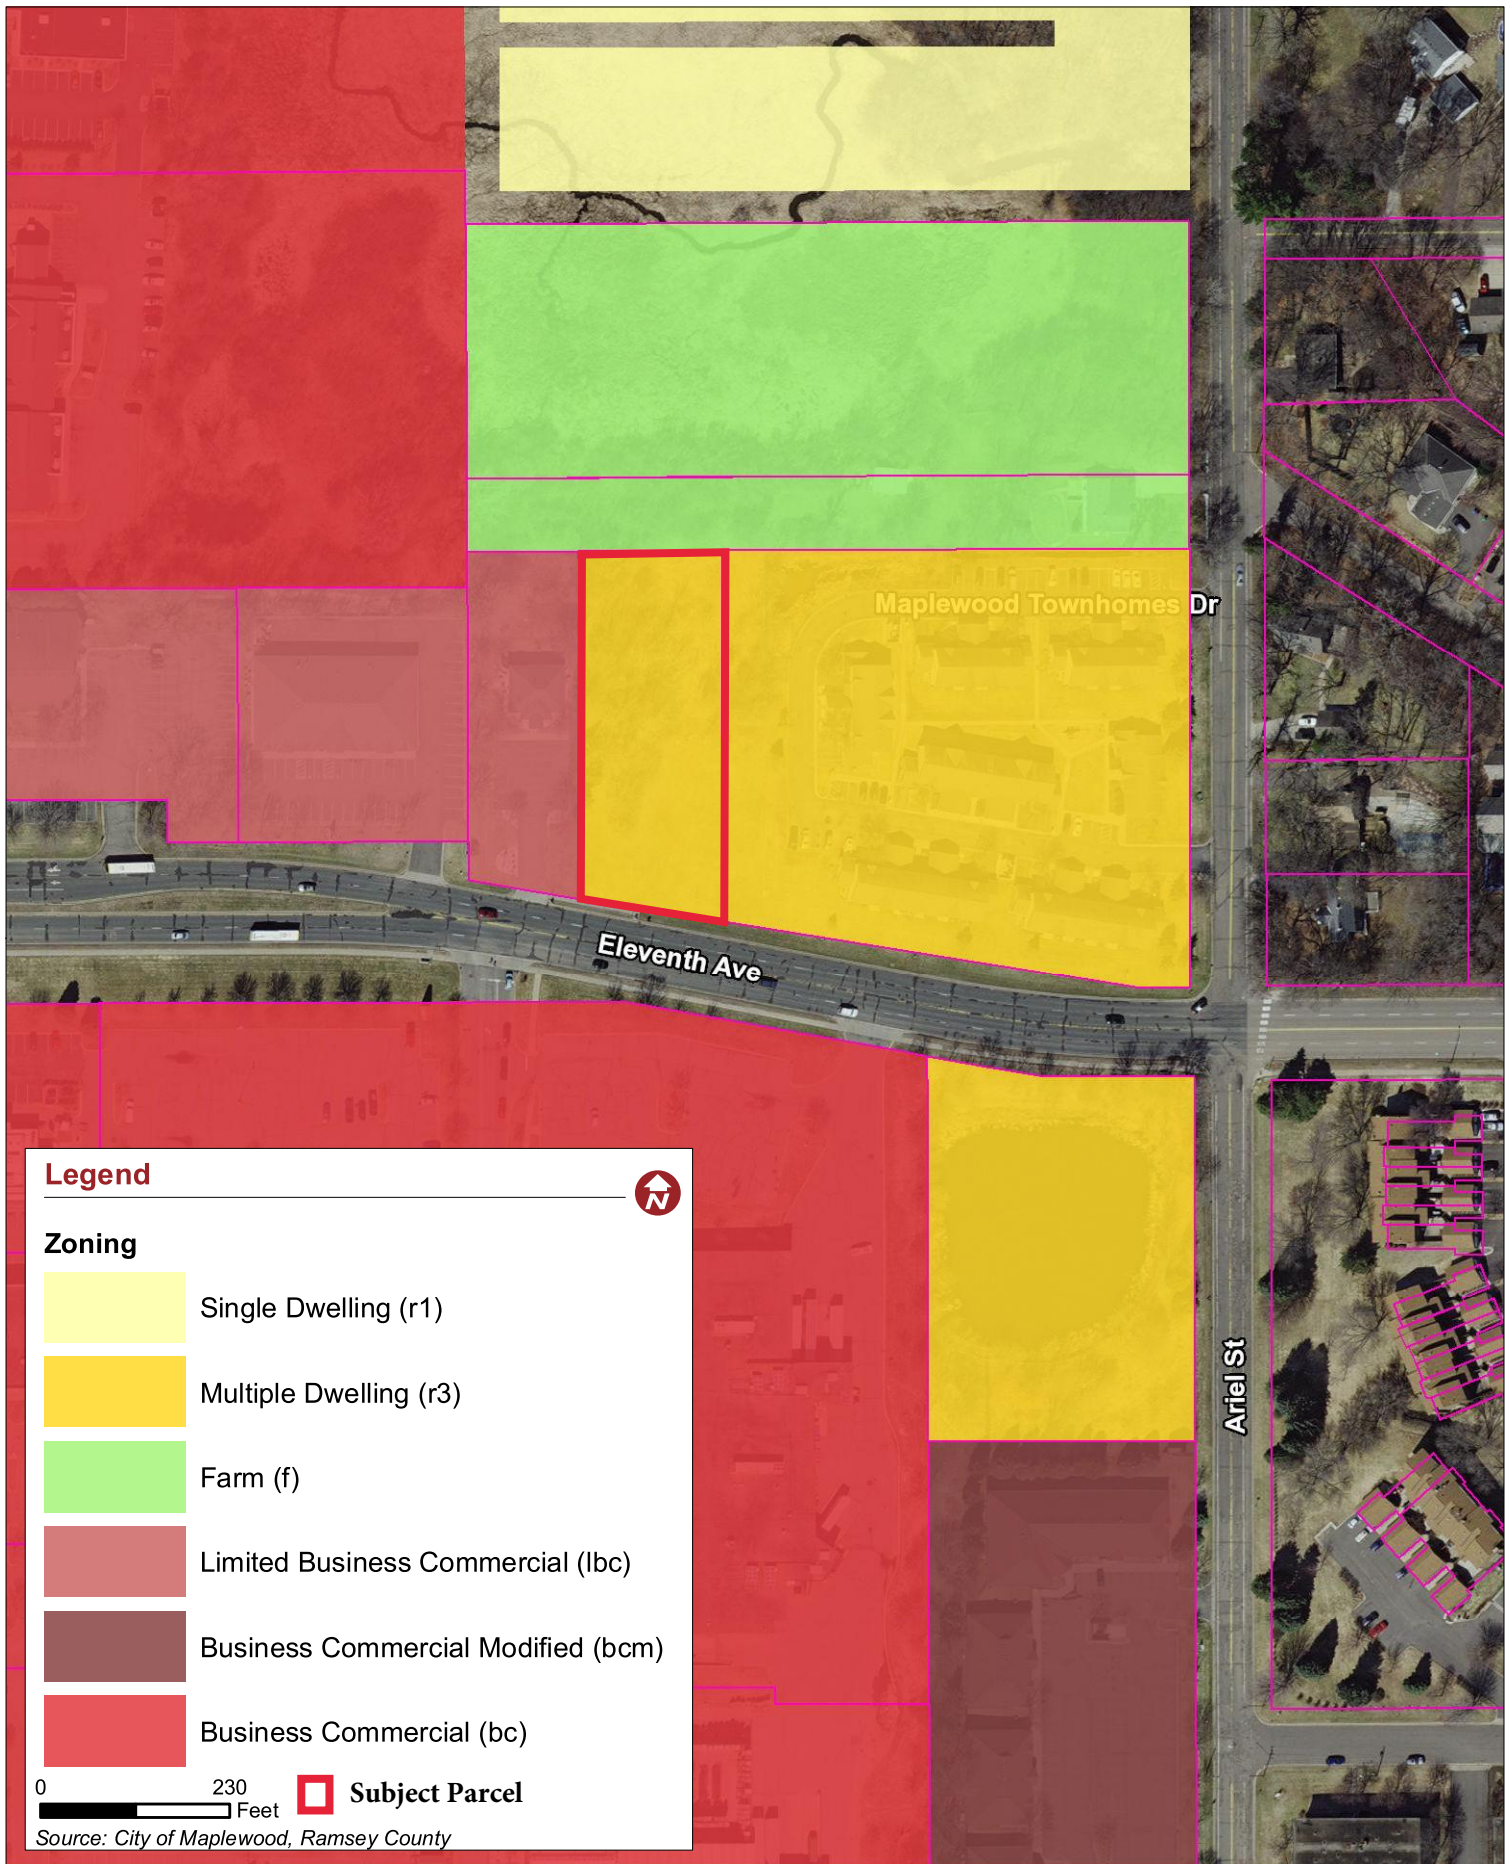 Maplewood Townhomes Dr
Eleventh Ave
Ariel St
Legend
N
Zoning
Single Dwelling (r1)
Multiple Dwelling (r3)
Farm (f)
Limited Business Commercial (lbc)
Business Commercial Modified (bcm)
Business Commercial (bc)
0 230
Feet
Subject Parcel
Source: City of Maplewood, Ramsey County